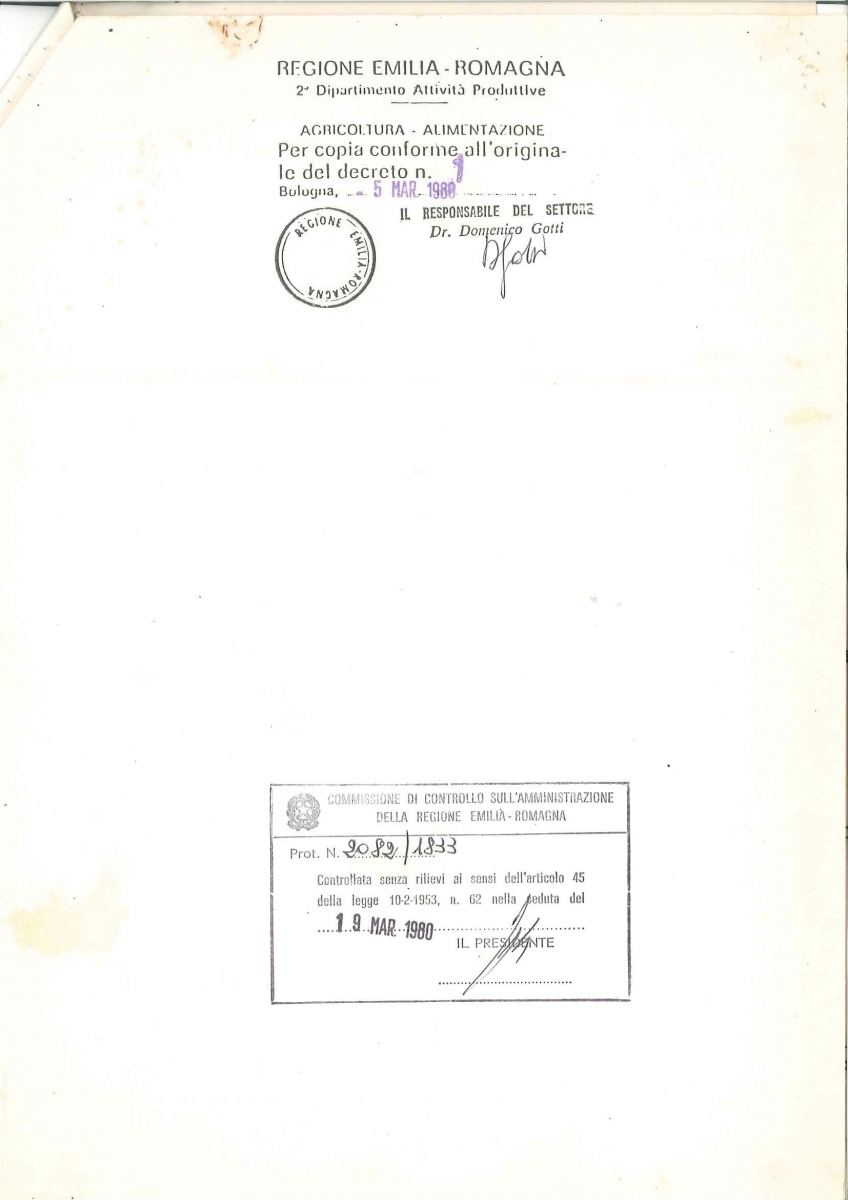 REGIONE EMILIA - ROMAGNA
2° Dipartimento Attività Produttive
AGRICOLTURA - ALIMENTAZIONE
Per copia conforme all'origina-
le del decreto n. 1
Bologna, - 5 MAR. 1980
IL RESPONSABILE DEL SETTORE
Dr. Domenico Gotti
REGIONE EMILIA-ROMAGNA
COMMISSIONE DI CONTROLLO SULL'AMMINISTRAZIONE
DELLA REGIONE EMILIA-ROMAGNA
Prot. N. 2082/1833
Controllata senza rilievi ai sensi dell'articolo 45
della legge 10-2-1953, n. 62 nella seduta del
19 MAR. 1980
IL PRESIDENTE